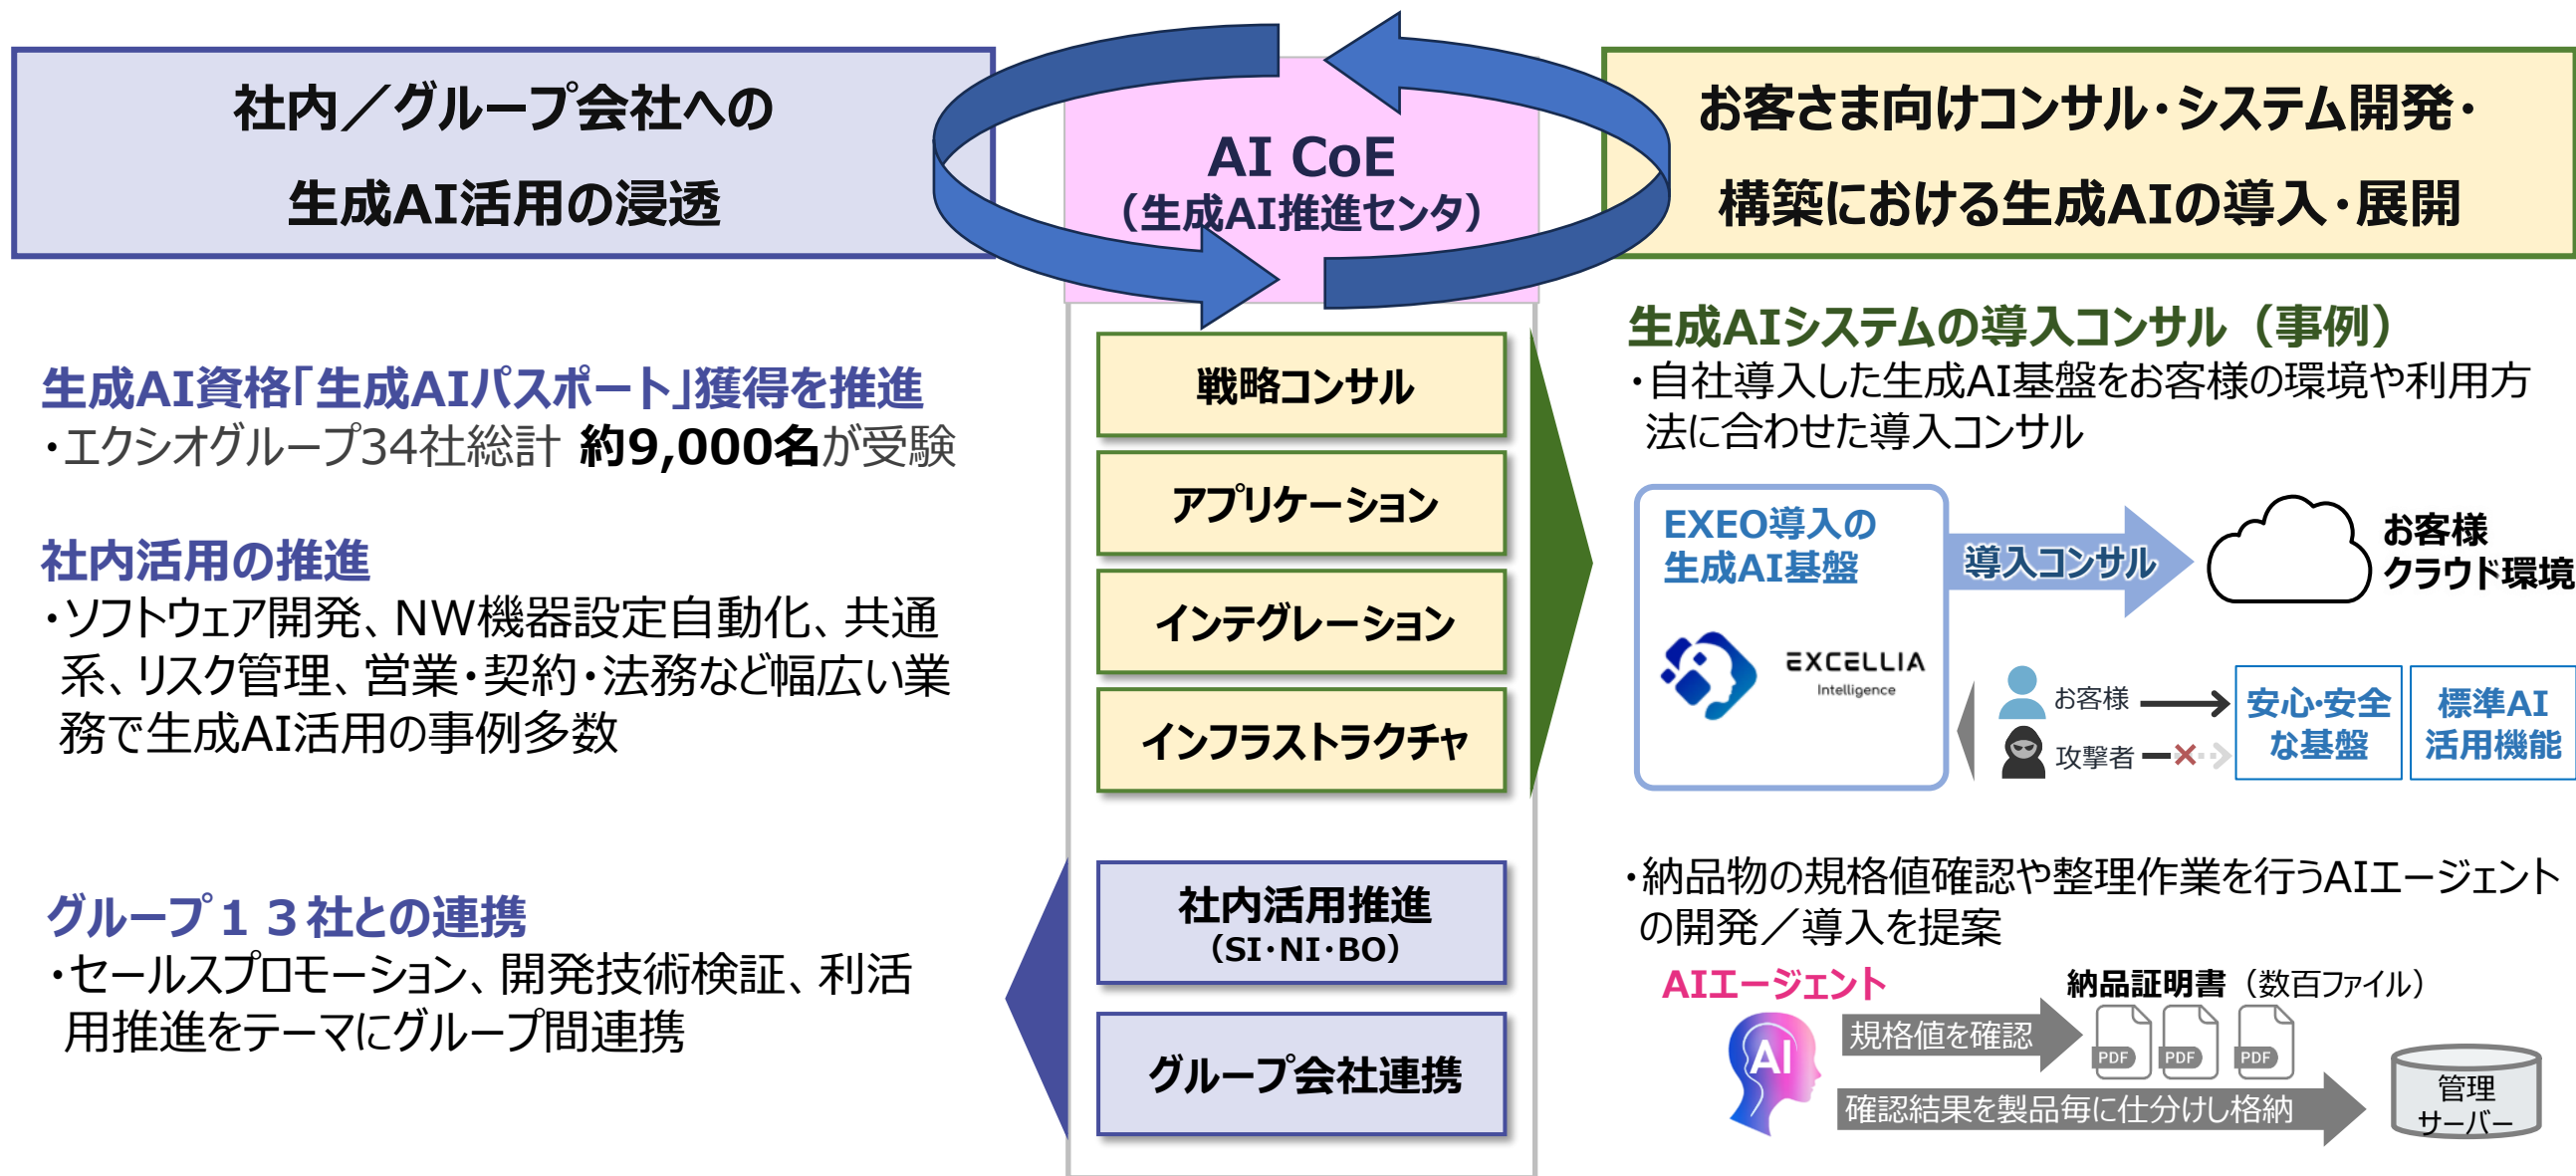 社内／グループ会社への
生成AI活用の浸透
AI CoE
（生成AI推進センタ）
お客さま向けコンサル・システム開発・
構築における生成AIの導入・展開
生成AI資格「生成AIパスポート」獲得を推進
・エクシオグループ34社総計 約9,000名が受験
社内活用の推進
・ソフトウェア開発、NW機器設定自動化、共通
系、リスク管理、営業・契約・法務など幅広い業
務で生成AI活用の事例多数
グループ１３社との連携
・セールスプロモーション、開発技術検証、利活
用推進をテーマにグループ間連携
戦略コンサル
アプリケーション
インテグレーション
インフラストラクチャ
社内活用推進
（SI・NI・BO）
グループ会社連携
生成AIシステムの導入コンサル（事例）
・自社導入した生成AI基盤をお客様の環境や利用方
法に合わせた導入コンサル
EXEO導入の
生成AI基盤
EXCELLIA
Intelligence
導入コンサル
お客様
クラウド環境
お客様
攻撃者
安心・安全
な基盤
標準AI
活用機能
・納品物の規格値確認や整理作業を行うAIエージェント
の開発／導入を提案
AIエージェント
AI
規格値を確認
納品証明書（数百ファイル）
PDF
PDF
PDF
確認結果を製品毎に仕分けし格納
管理
サーバー